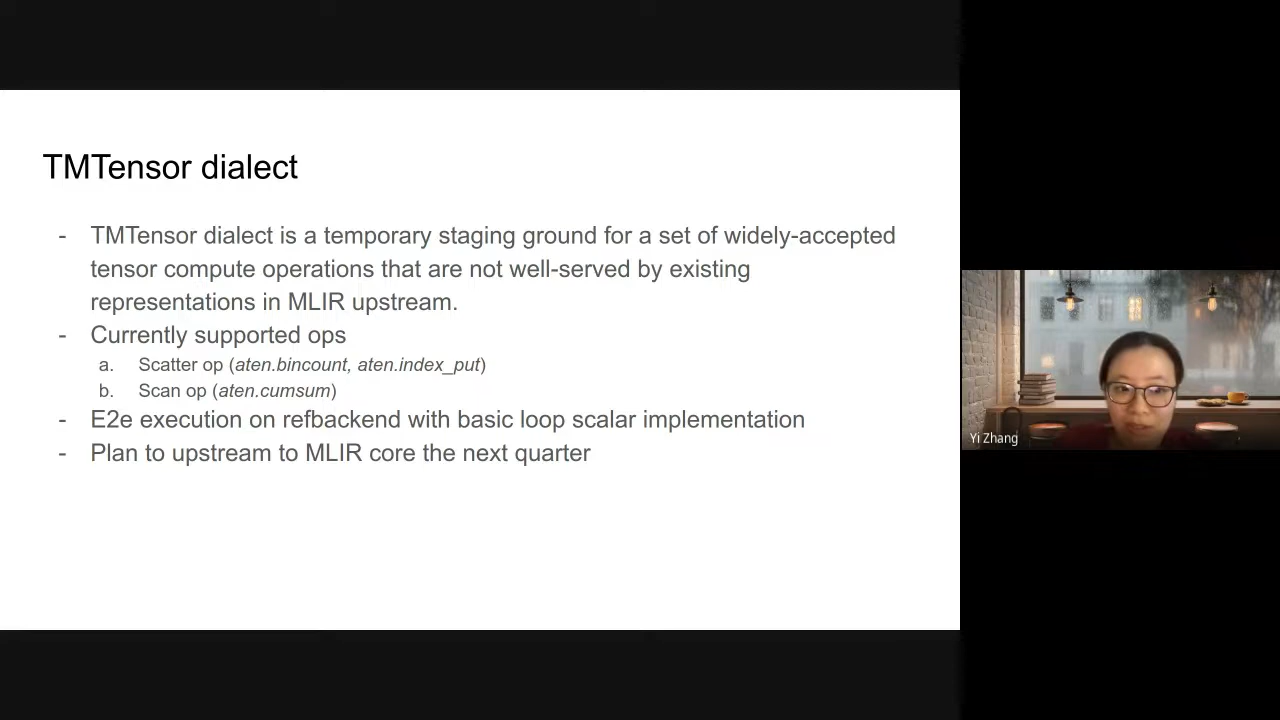 TMTensor dialect
- TMTensor dialect is a temporary staging ground for a set of widely-accepted
tensor compute operations that are not well-served by existing
representations in MLIR upstream.
- Currently supported ops
a. Scatter op (aten.bincount, aten.index_put)
b. Scan op (aten.cumsum)
- E2e execution on refbackend with basic loop scalar implementation
- Plan to upstream to MLIR core the next quarter
Yi Zhang